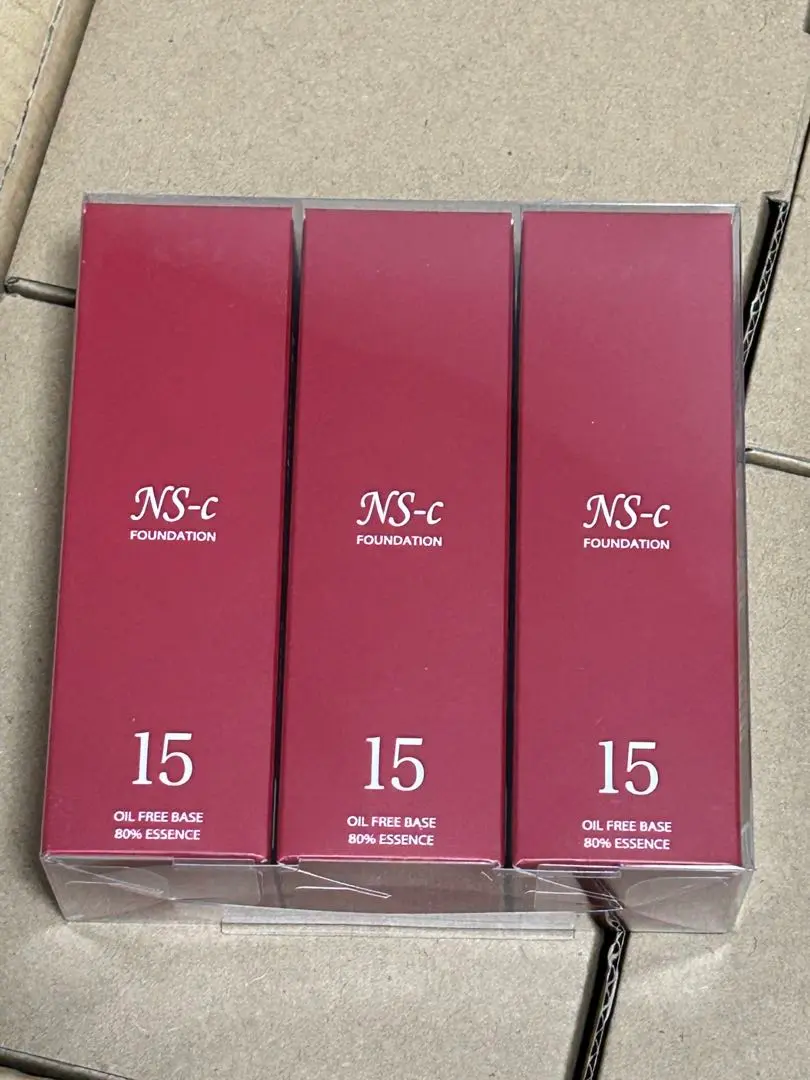 NS-c
FOUNDATION
15
OIL FREE BASE
80% ESSENCE
NS-c
FOUNDATION
15
OIL FREE BASE
80% ESSENCE
NS-c
FOUNDATION
15
OIL FREE BASE
80% ESSENCE